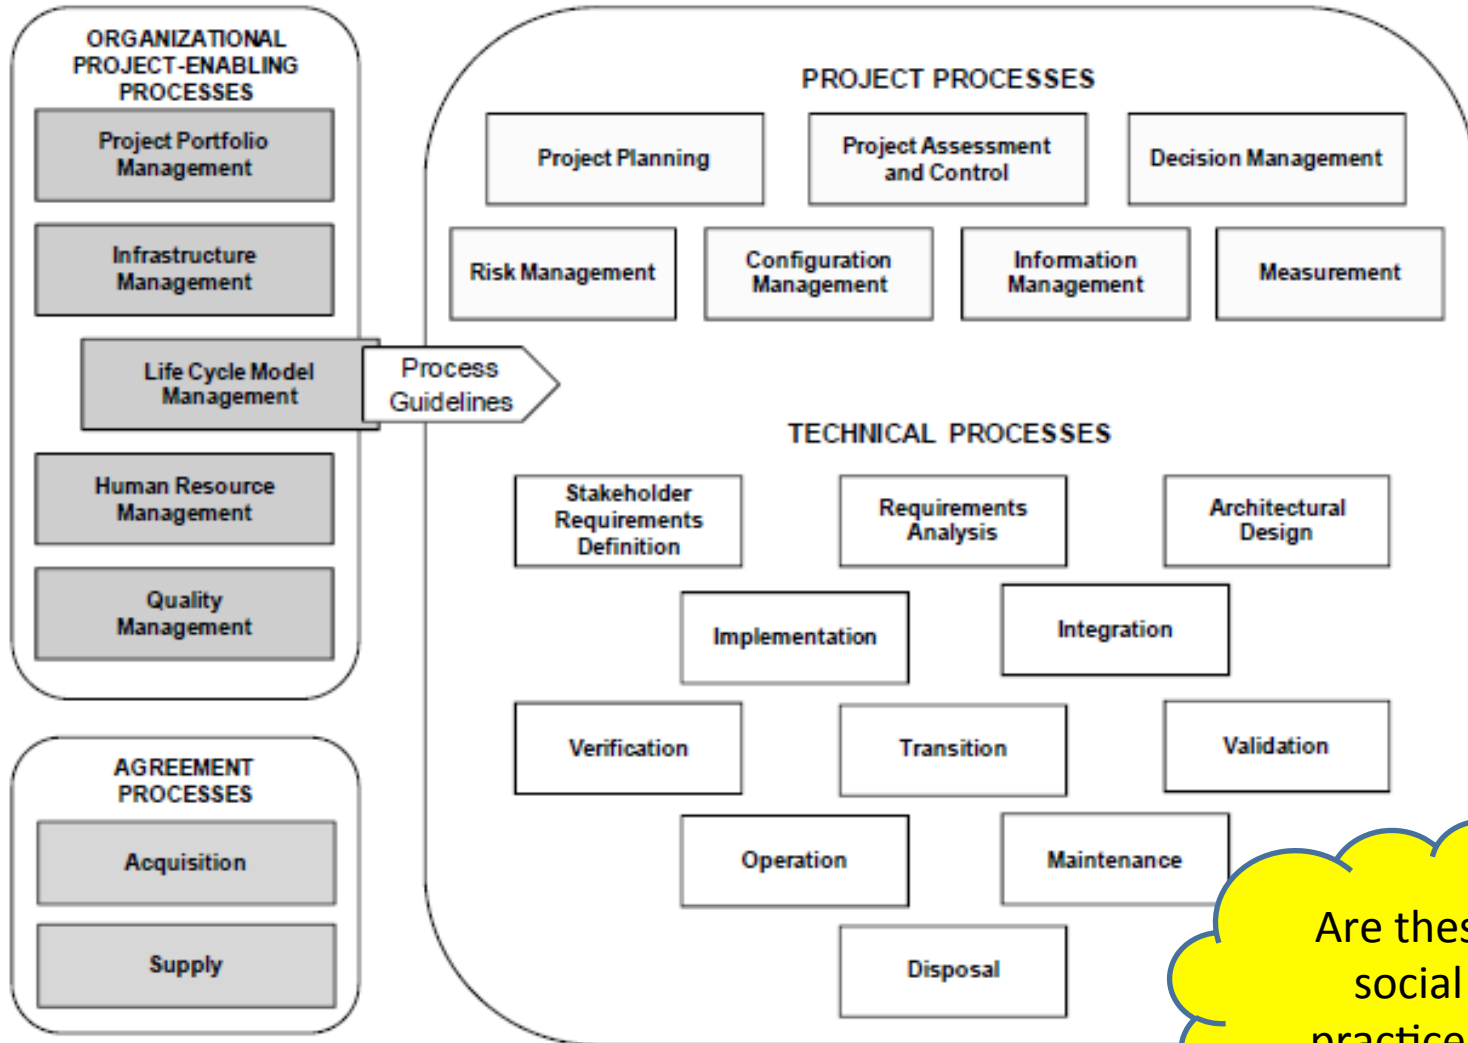 ORGANIZATIONAL
PROJECT-ENABLING
PROCESSES
Project Portfolio
Management
Infrastructure
Management
Life Cycle Model
Management
Human Resource
Management
Quality
Management
AGREEMENT
PROCESSES
Acquisition
Supply
Process
Guidelines
PROJECT PROCESSES
Project Planning
Project Assessment
and Control
Decision Management
Risk Management
Configuration
Management
Information
Management
Measurement
TECHNICAL PROCESSES
Stakeholder
Requirements
Definition
Requirements
Analysis
Architectural
Design
Implementation
Integration
Verification
Transition
Validation
Operation
Maintenance
Disposal
Are thes
social
practice